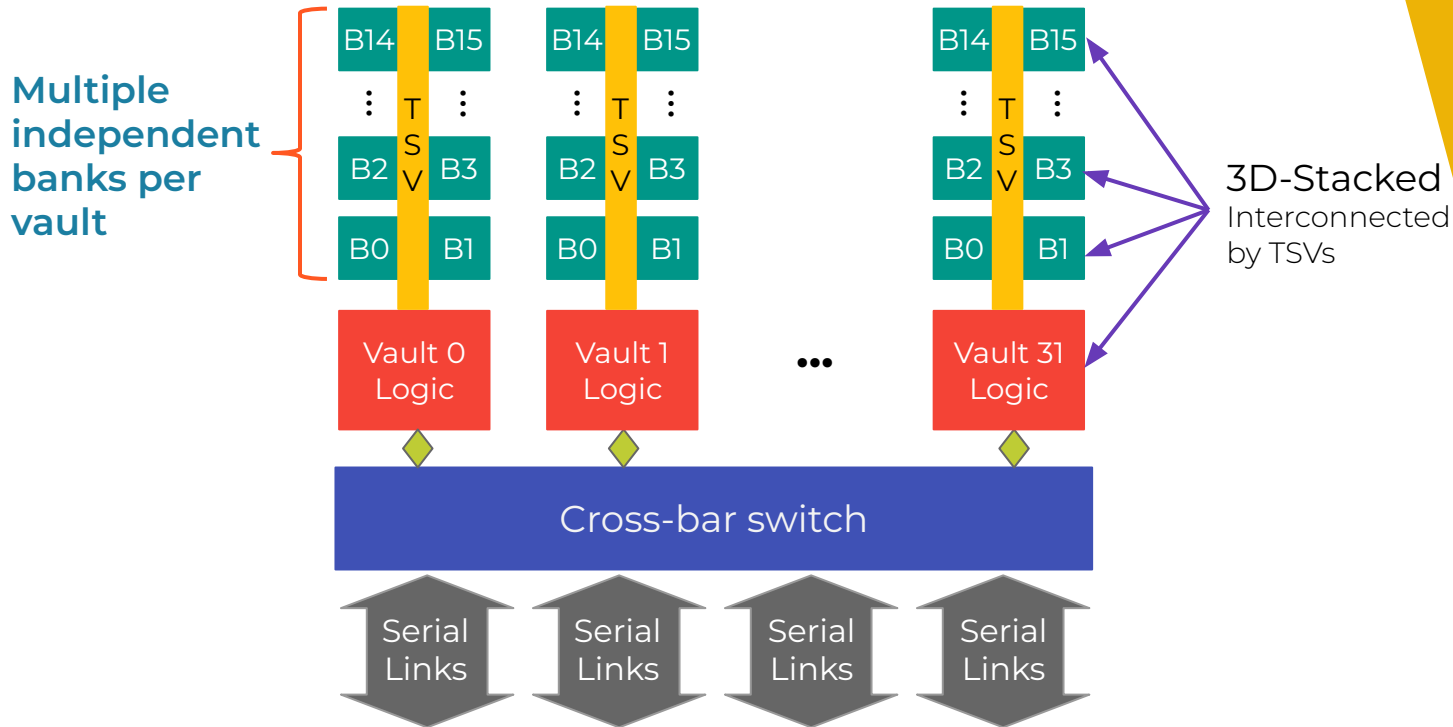 Multiple
independent
banks per
vault
B14 B15
⋮ ⋮
B2 B3
B0 B1
T
S
V
Vault 0
Logic
B14 B15
⋮ ⋮
B2 B3
B0 B1
T
S
V
Vault 1
Logic
...
B14 B15
⋮ ⋮
B2 B3
B0 B1
T
S
V
Vault 31
Logic
3D-Stacked
Interconnected
by TSVs
Cross-bar switch
Serial
Links
Serial
Links
Serial
Links
Serial
Links